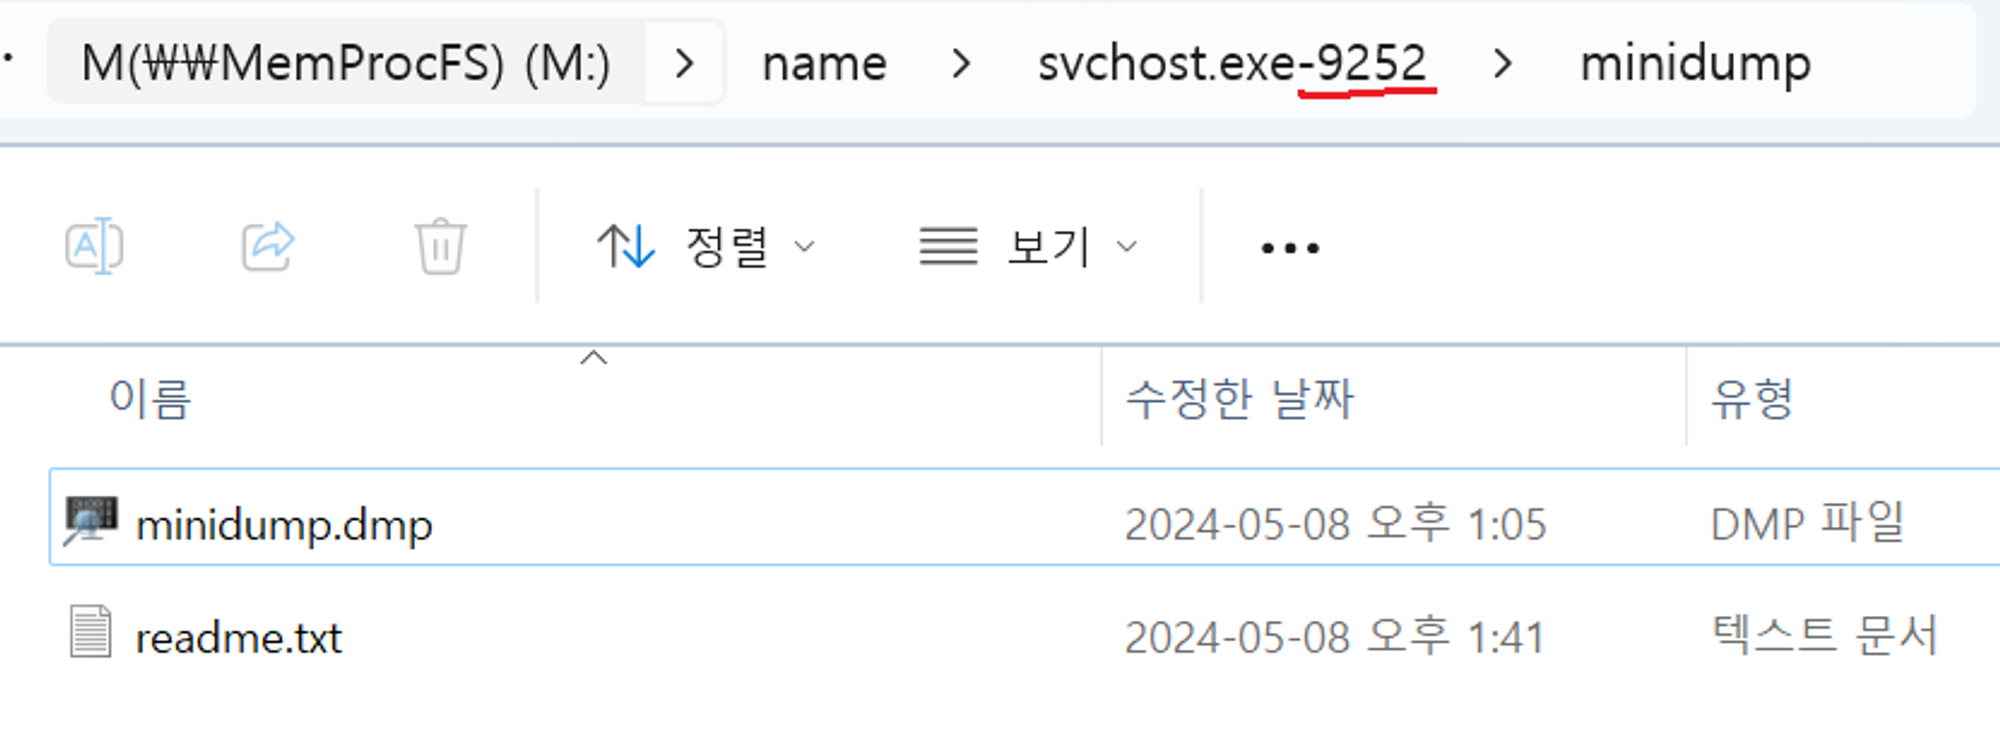 M(₩₩MemProcFS) (M:) > name > svchost.exe-9252 > minidump
정렬 보기 •••
이름 수정한 날짜 유형
minidump.dmp 2024-05-08 오후 1:05 DMP 파일
readme.txt 2024-05-08 오후 1:41 텍스트 문서